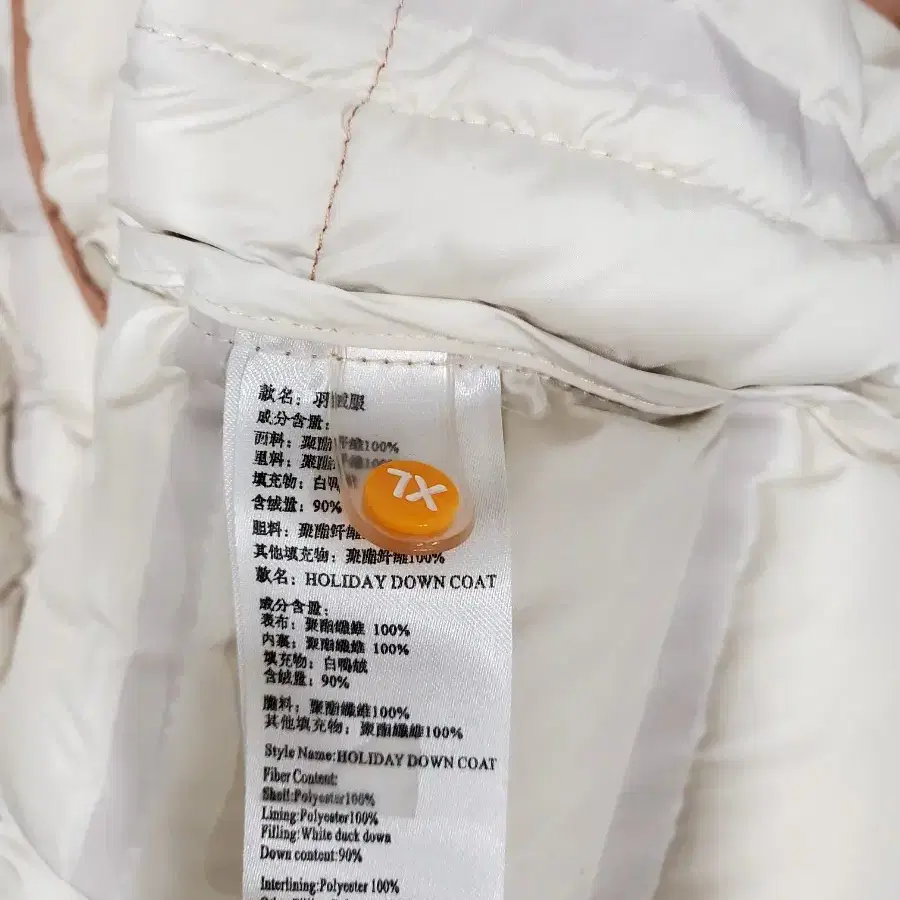 款名：羽绒服
成分含量：
面料：聚酯纤维100%
里料：聚酯
填充物：白鸭
含绒量：90%
XL
胆料：聚酯纤维
其他填充物：聚酯纤维100%
款名：HOLIDAY DOWN COAT
成分含量：
表布：聚酯纖維 100%
內裏：聚酯纖維 100%
填充物：白鴨絨
含絨量：90%
膽料：聚酯纖維100%
其他填充物：聚酯纖維100%
Style Name:HOLIDAY DOWN COAT
Fiber Content:
Shell:Polyester100%
Lining:Polyester100%
Filling:White duck down
Down content:90%
Interlining:Polyester 100%